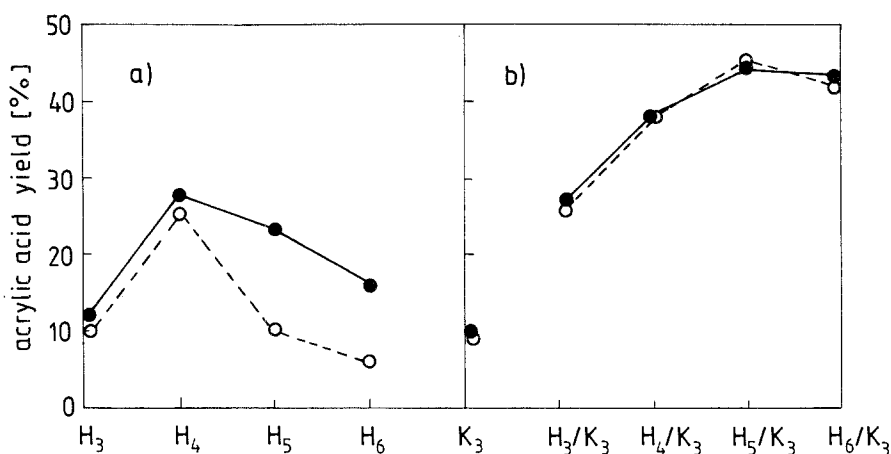 acrylic acid yield [%]
50
40
30
20
10
0
a)
b)
H₃ H₄ H₅ H₆ K₃ H₃/K₃ H₄/K₃ H₅/K₃ H₆/K₃